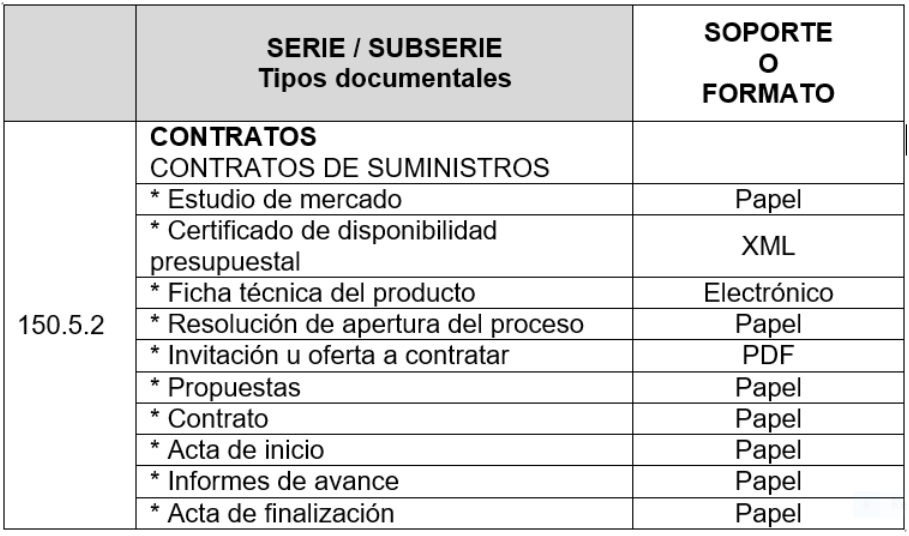 SERIE / SUBSERIE
Tipos documentales
SOPORTE
O
FORMATO
150.5.2
CONTRATOS
CONTRATOS DE SUMINISTROS
* Estudio de mercado
Papel
* Certificado de disponibilidad
presupuestal
XML
* Ficha técnica del producto
Electrónico
* Resolución de apertura del proceso
Papel
* Invitación u oferta a contratar
PDF
* Propuestas
Papel
* Contrato
Papel
* Acta de inicio
Papel
* Informes de avance
Papel
* Acta de finalización
Papel